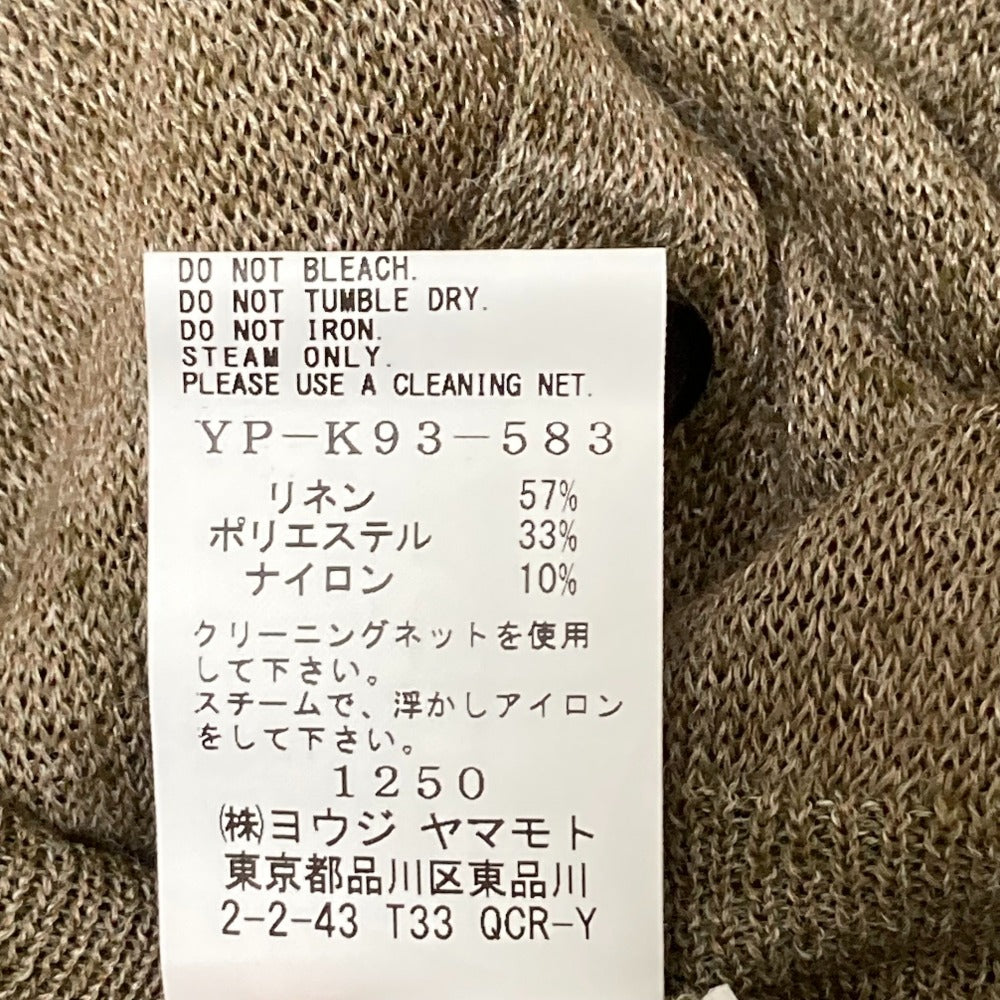 DO NOT BLEACH.
DO NOT TUMBLE DRY.
DO NOT IRON.
STEAM ONLY.
PLEASE USE A CLEANING NET.
YP-K93-583
リネン 57%
ポリエステル 33%
ナイロン 10%
クリーニングネットを使用
して下さい。
スチームで、浮かしアイロン
をして下さい。
1250
㈱ヨウジ ヤマモト
東京都品川区東品川
2-2-43 T33 QCR-Y